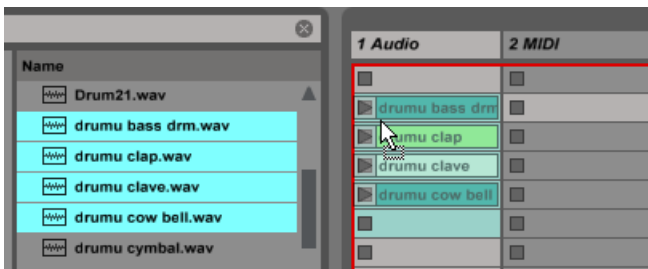 Name
Drum21.wav
drumu bass drm.wav
drumu clap.wav
drumu clave.wav
drumu cow bell.wav
drumu cymbal.wav
1 Audio
2 MIDI
drumu bass drm
umu clap
drumu clave
drumu cow bell